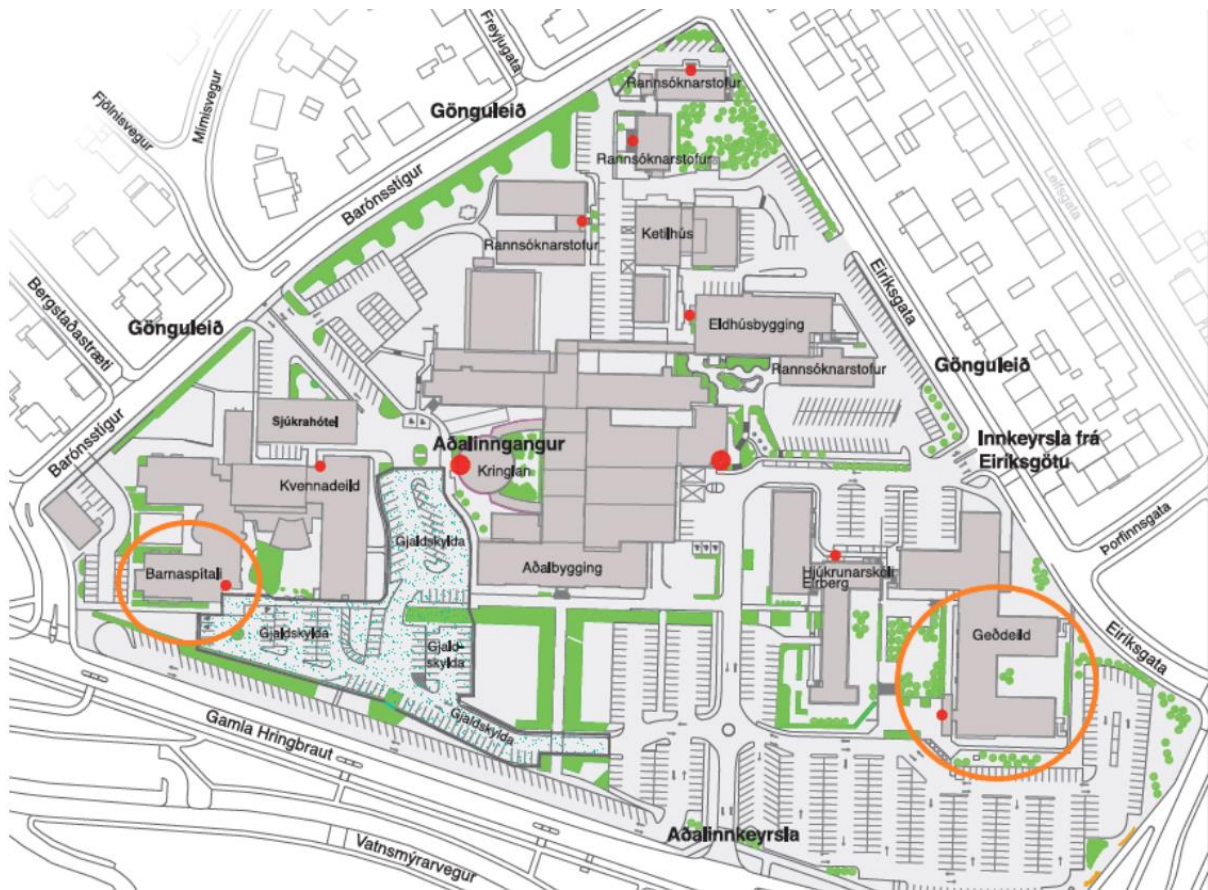 Freyjugata
Fjölnisvegur
Mímisvegur
Gönguleið
Rannsóknarstofur
Rannsóknarstofur
Barónsstígur
Leifsgata
Rannsóknarstofur
Ketilhús
Eiríksgata
Bergstaðastræti
Gönguleið
Eldhúsbygging
Gönguleið
Rannsóknarstofur
Sjúkrahótel
Barónsstígur
Aðalinngangur
Innkeyrsla frá
Eiríksgötu
Kringlan
Kvennadeild
Gjaldskylda
Þorfinnsgata
Barnaspítali
Aðalbygging
Hjúkrunarskóli
Eirberg
Gjaldskylda
Gjald-
skylda
Geðdeild
Eiríksgata
Gjaldskylda
Gamla Hringbraut
Aðalinnkeyrsla
Vatnsmýrarvegur